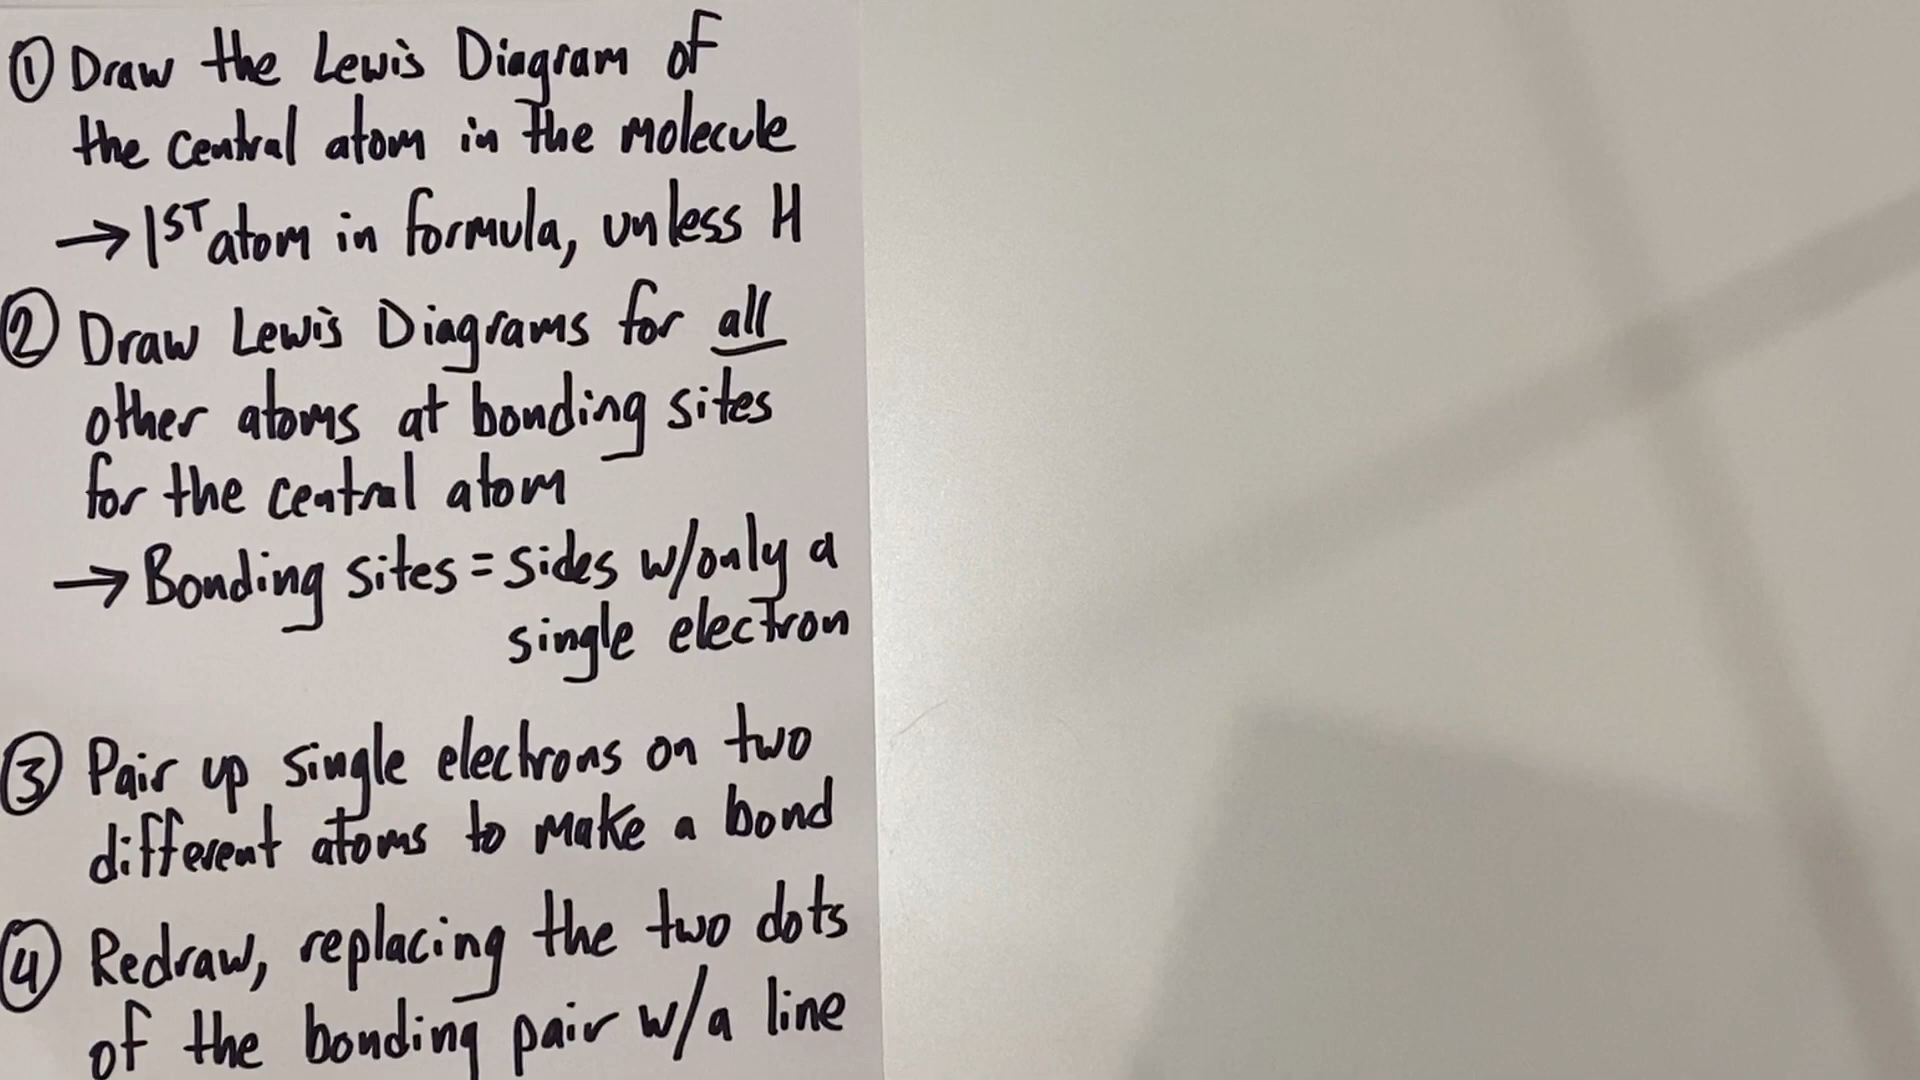 ① Draw the Lewis Diagram of
the central atom in the molecule
→ 1ST atom in formula, unless H
② Draw Lewis Diagrams for all
other atoms at bonding sites
for the central atom
→ Bonding sites = sides w/only a
single electron
③ Pair up single electrons on two
different atoms to make a bond
④ Redraw, replacing the two dots
of the bonding pair w/a line